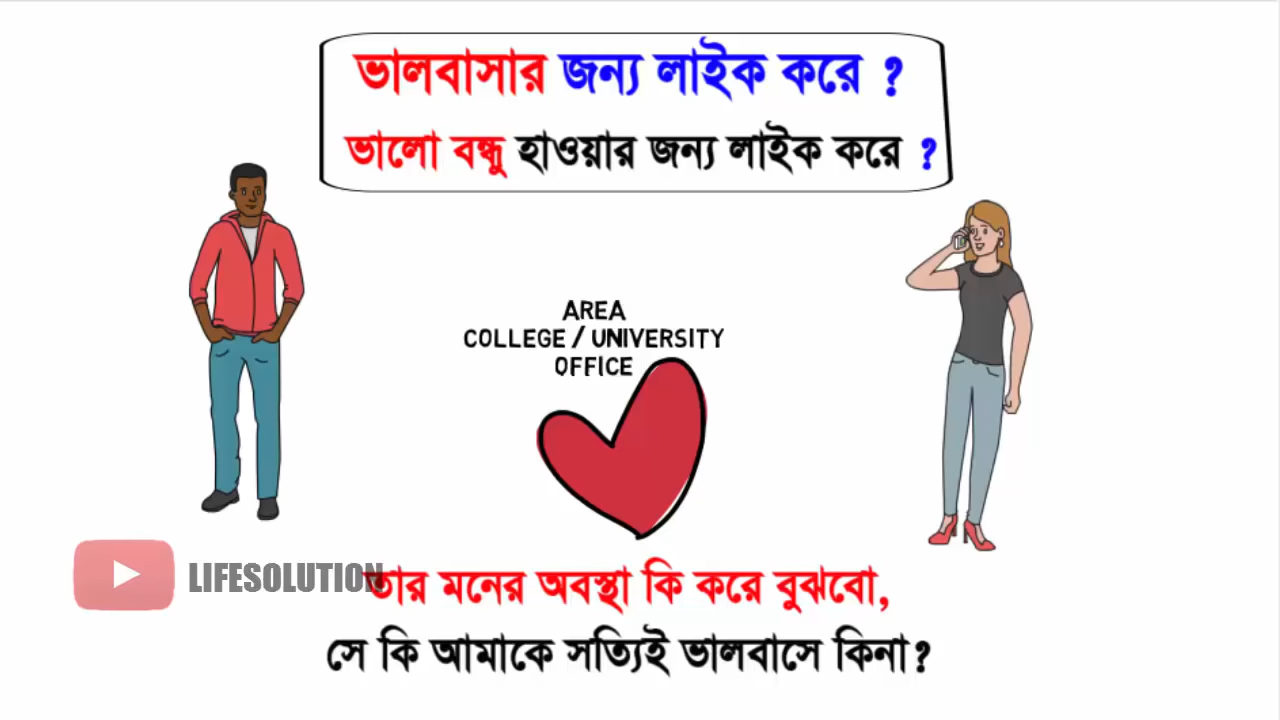 ভালবাসার জন্য লাইক করে ?
ভালো বন্ধু হাওয়ার জন্য লাইক করে ?
AREA
COLLEGE / UNIVERSITY
OFFICE
LIFESOLUTION
তার মনের অবস্থা কি করে বুঝবো,
সে কি আমাকে সত্যিই ভালবাসে কিনা?